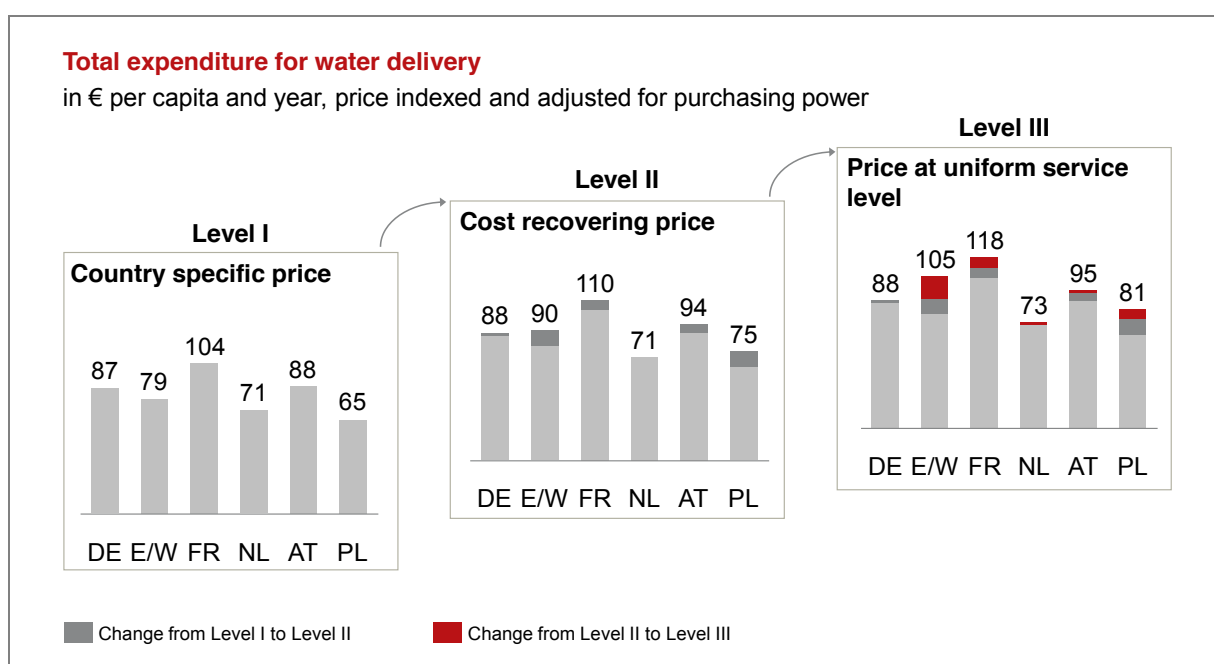 Total expenditure for water delivery
in € per capita and year, price indexed and adjusted for purchasing power
Level I
Country specific price
87 79 104 71 88 65
DE E/W FR NL AT PL
Level II
Cost recovering price
88 90 110 71 94 75
DE E/W FR NL AT PL
Level III
Price at uniform service
level
88 105 118 73 95 81
DE E/W FR NL AT PL
Change from Level I to Level II
Change from Level II to Level III